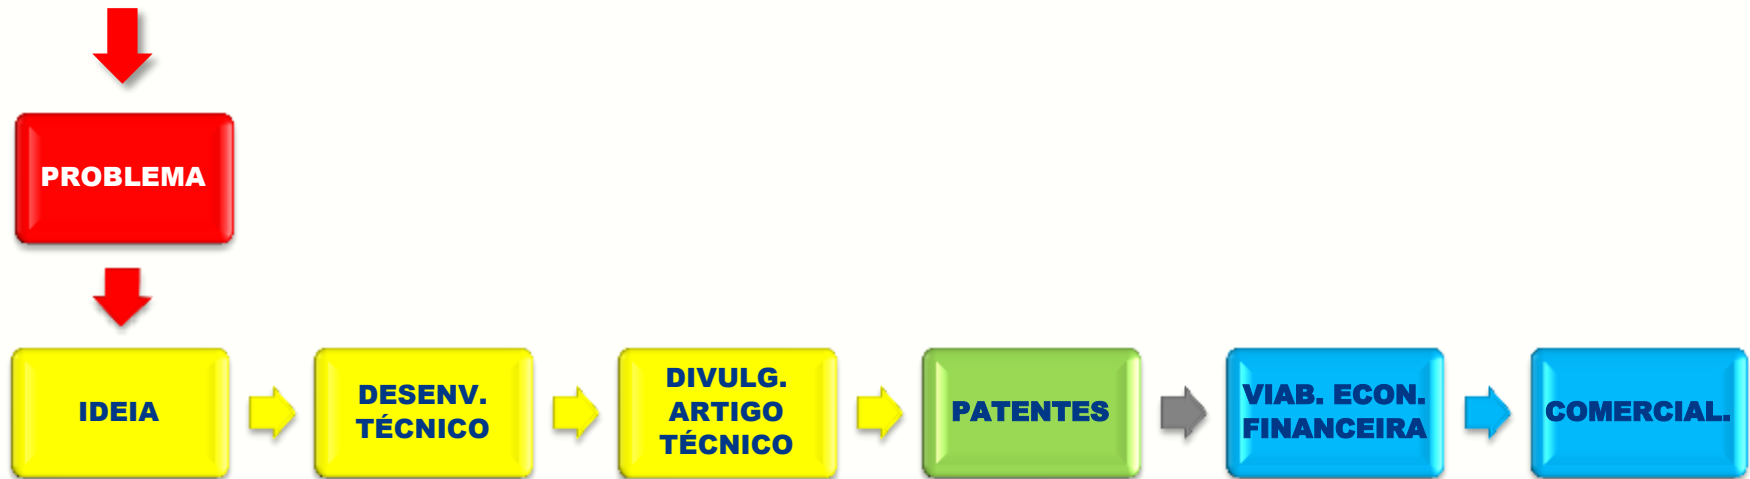 PROBLEMA
IDEIA
DESENV.
TÉCNICO
DIVULG.
ARTIGO
TÉCNICO
PATENTES
VIAB. ECON.
FINANCEIRA
COMERCIAL.